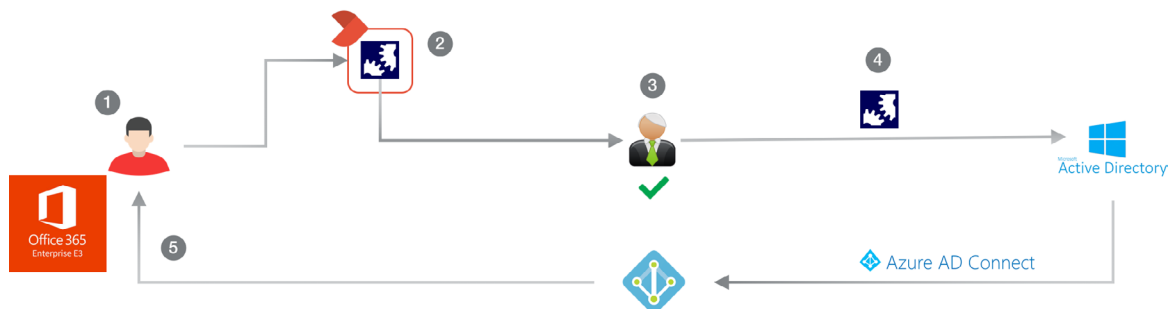 1
2
3
4
Office 365
Enterprise E3
5
Microsoft
Active Directory
Azure AD Connect